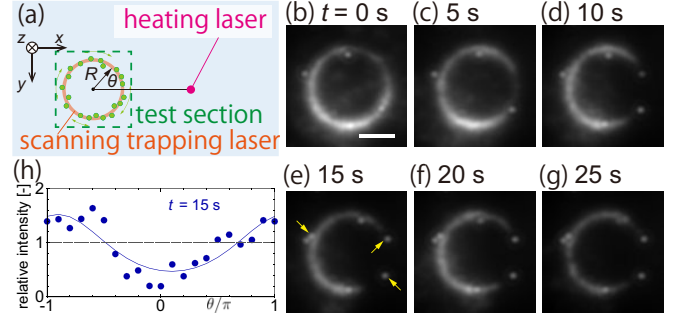 (a)
heating laser
z
x
y
R
θ
test section
scanning trapping laser
(b) t = 0 s
(c) 5 s
(d) 10 s
(h)
relative intensity [-]
2
1
0
t = 15 s
-1
0
θ/π
1
(e) 15 s
(f) 20 s
(g) 25 s